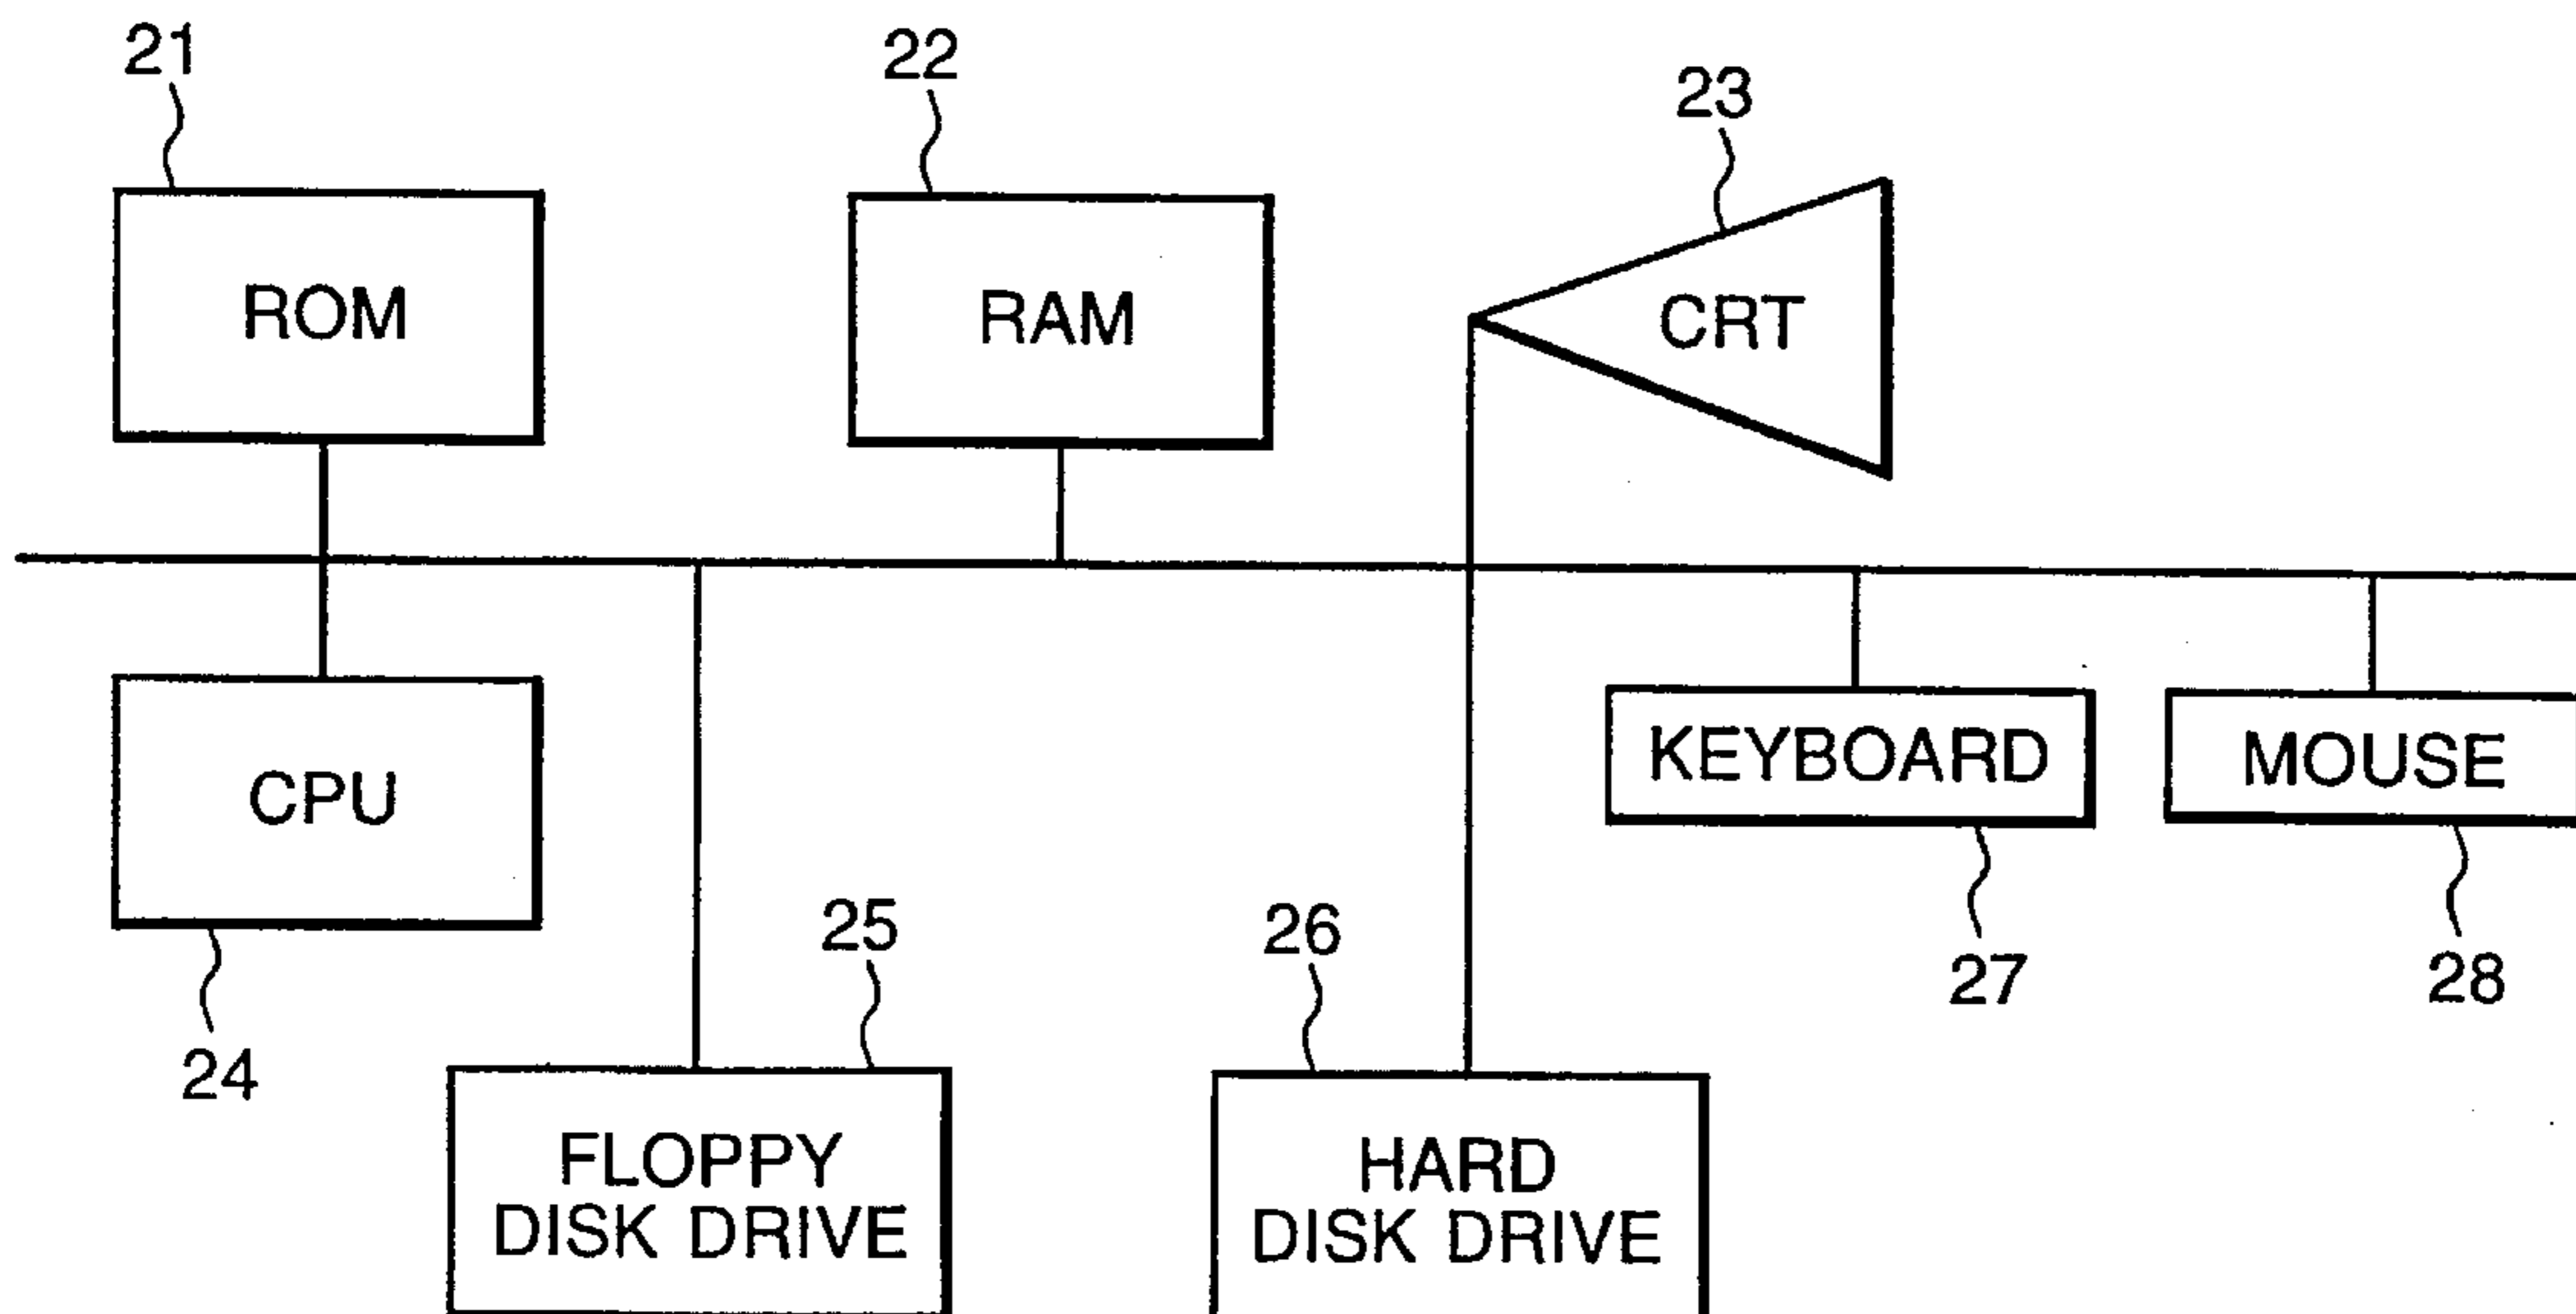 21
22
23
ROM
RAM
CRT
CPU
KEYBOARD
MOUSE
24
25
26
27
28
FLOPPY
DISK DRIVE
HARD
DISK DRIVE